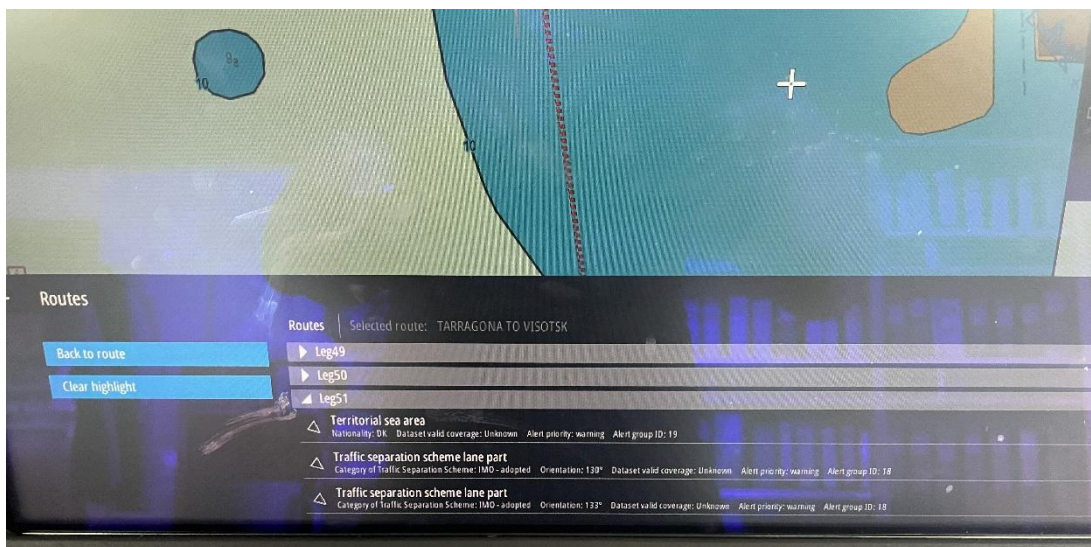 10
10
Routes
Routes Selected route: TARRAGONA TO VISOTSK
Back to route
Leg49
Clear highlight
Leg50
Leg51
Territorial sea area
Nationality: DK Dataset valid coverage: Unknown Alert priority: warning Alert group ID: 19
Traffic separation scheme lane part
Category of Traffic Separation Scheme: IMO - adopted Orientation: 130° Dataset valid coverage: Unknown Alert priority: warning Alert group ID: 18
Traffic separation scheme lane part
Category of Traffic Separation Scheme: IMO - adopted Orientation: 133° Dataset valid coverage: Unknown Alert priority: warning Alert group ID: 18